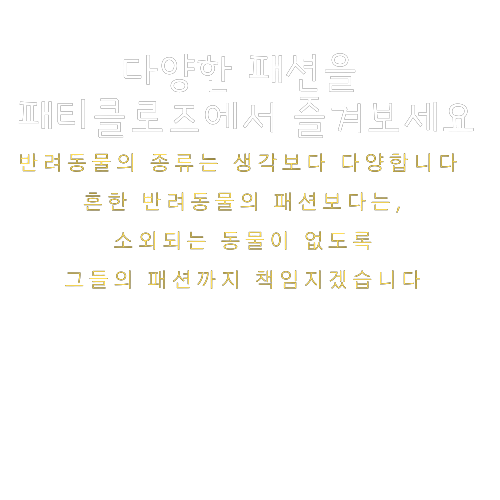 다양한 패션을
패티클로즈에서 즐겨보세요
반려동물의 종류는 생각보다 다양합니다
흔한 반려동물의 패션보다는,
소외되는 동물이 없도록
그들의 패션까지 책임지겠습니다